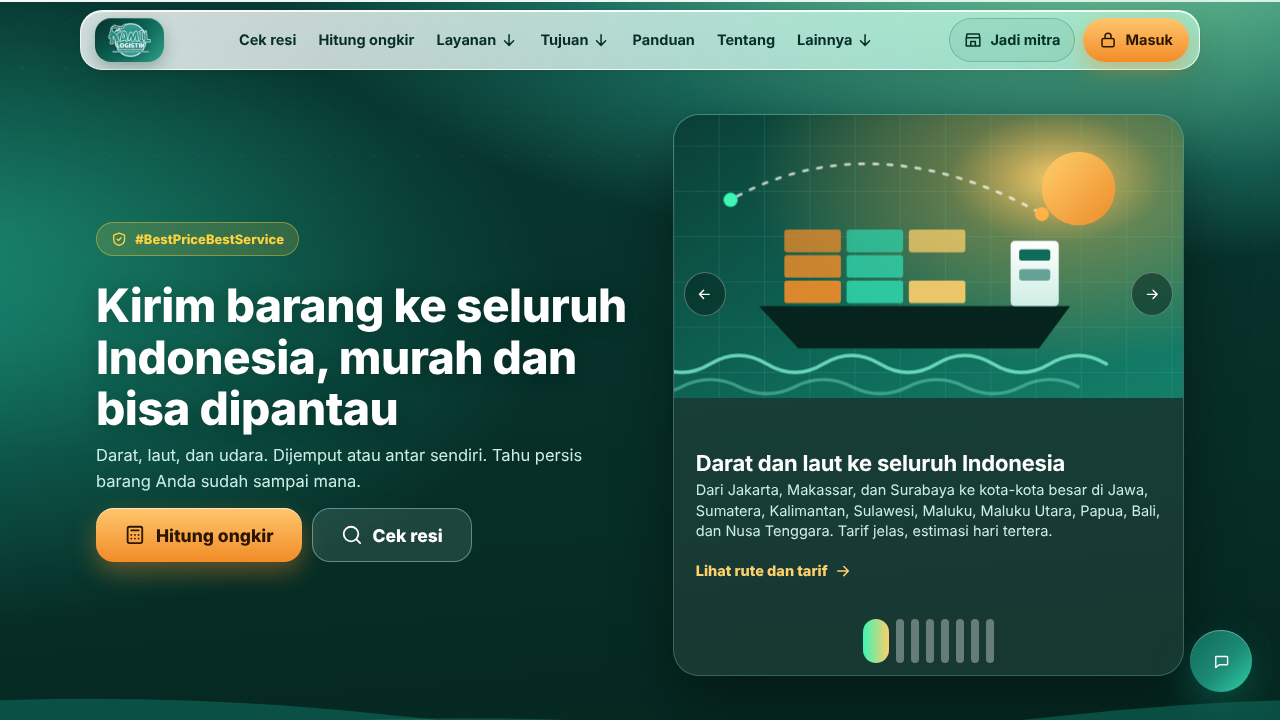 KAMIL
LOGISTIK
Cek resi
Hitung ongkir
Layanan
Tujuan
Panduan
Tentang
Lainnya
Jadi mitra
Masuk
#BestPriceBestService
Kirim barang ke seluruh
Indonesia, murah dan
bisa dipantau
Darat, laut, dan udara. Dijemput atau antar sendiri. Tahu persis
barang Anda sudah sampai mana.
Hitung ongkir
Cek resi
Darat dan laut ke seluruh Indonesia
Dari Jakarta, Makassar, dan Surabaya ke kota-kota besar di Jawa,
Sumatera, Kalimantan, Sulawesi, Maluku, Maluku Utara, Papua, Bali,
dan Nusa Tenggara. Tarif jelas, estimasi hari tertera.
Lihat rute dan tarif